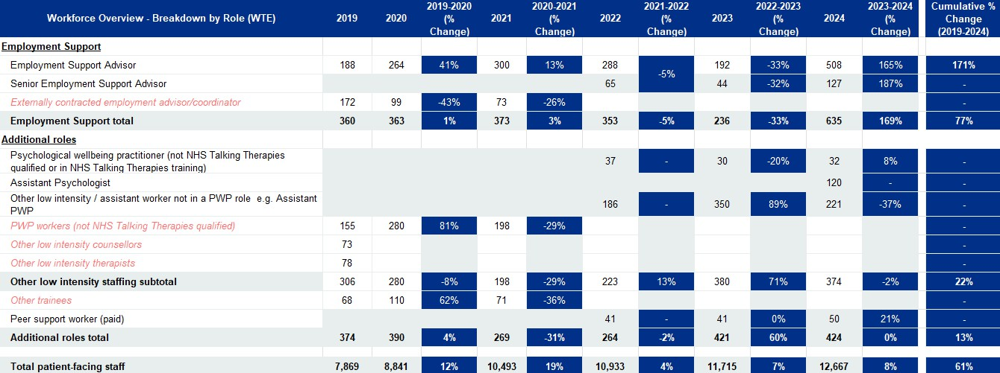 Workforce Overview - Breakdown by Role (WTE) 2019 2020 2019-2020 (% Change) 2021 2020-2021 (% Change) 2022 2021-2022 (% Change) 2023 2022-2023 (% Change) 2024 2023-2024 (% Change) Cumulative % Change (2019-2024)
Employment Support
Employment Support Advisor 188 264 41% 300 13% 288 -5% 192 -33% 508 165% 171%
Senior Employment Support Advisor 65 44 -32% 127 187% -
Externally contracted employment advisor/coordinator 172 99 -43% 73 -26% -
Employment Support total 360 363 1% 373 3% 353 -5% 236 -33% 635 169% 77%
Additional roles
Psychological wellbeing practitioner (not NHS Talking Therapies
qualified or in NHS Talking Therapies training) 37 - 30 -20% 32 8% -
Assistant Psychologist 120 - -
Other low intensity / assistant worker not in a PWP role e.g. Assistant
PWP 186 - 350 89% 221 -37% -
PWP workers (not NHS Talking Therapies qualified) 155 280 81% 198 -29% -
Other low intensity counsellors 73 -
Other low intensity therapists 78 -
Other low intensity staffing subtotal 306 280 -8% 198 -29% 223 13% 380 71% 374 -2% 22%
Other trainees 68 110 62% 71 -36% -
Peer support worker (paid) 41 - 41 0% 50 21% -
Additional roles total 374 390 4% 269 -31% 264 -2% 421 60% 424 0% 13%
Total patient-facing staff 7,869 8,841 12% 10,493 19% 10,933 4% 11,715 7% 12,667 8% 61%